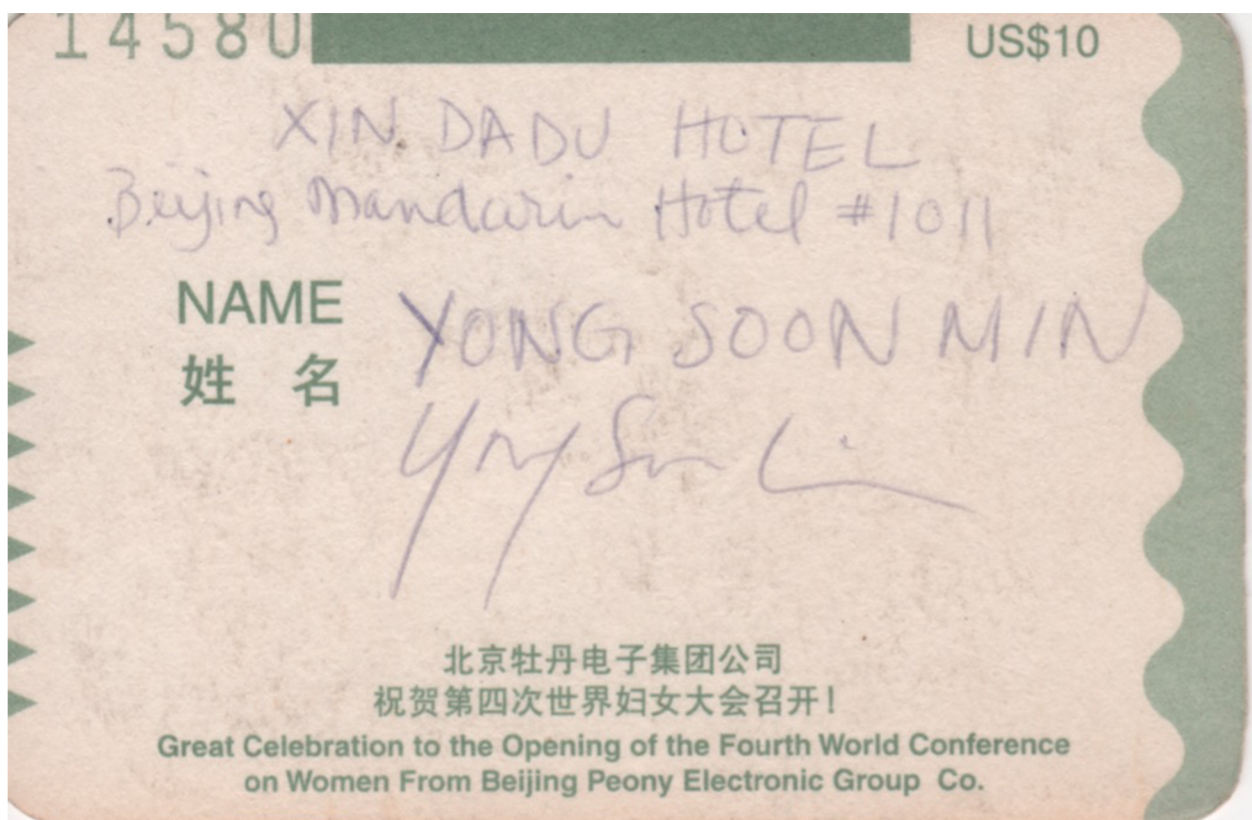 14580 US$10
XIN DADU HOTEL
Beijing Mandarin Hotel #1011
NAME YONG SOON MIN
姓 名
Yong Soon
北京牡丹电子集团公司
祝贺第四次世界妇女大会召开！
Great Celebration to the Opening of the Fourth World Conference
on Women From Beijing Peony Electronic Group Co.